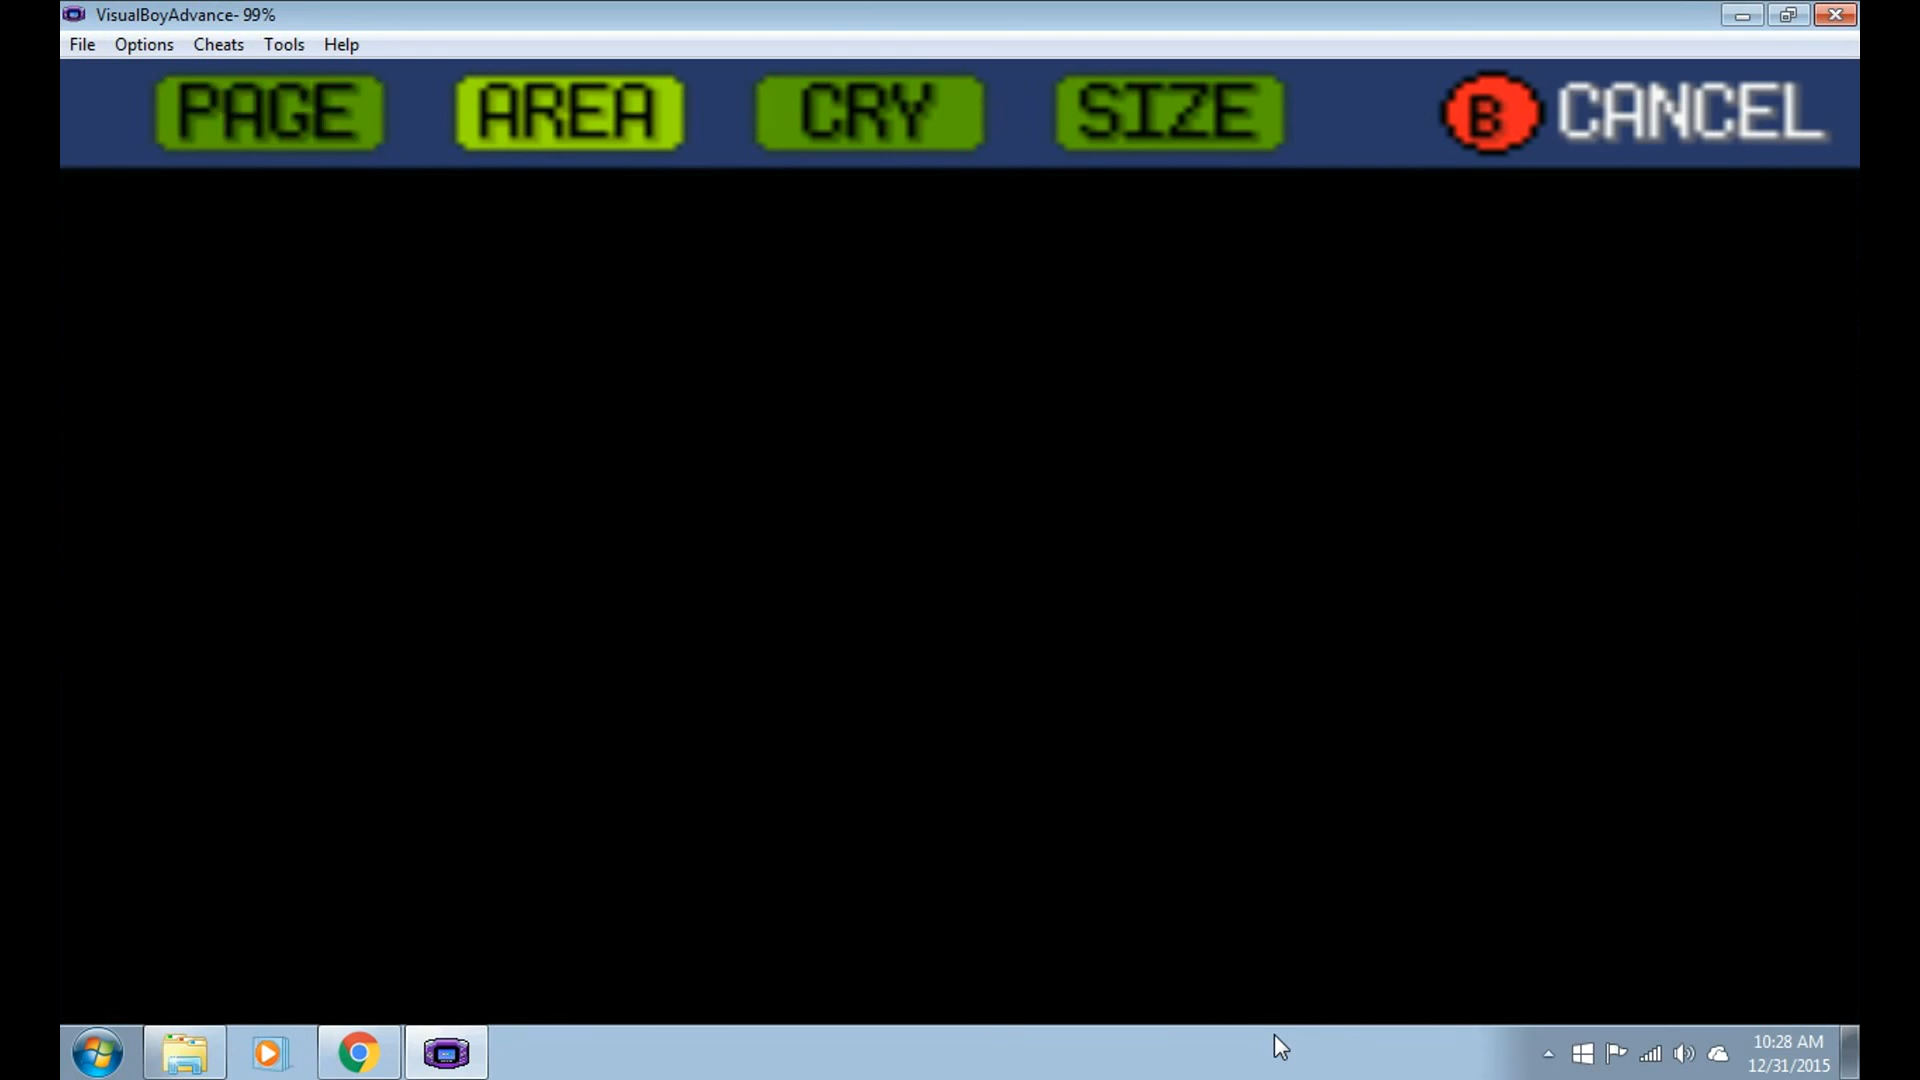 VisualBoyAdvance- 99%
File Options Cheats Tools Help
PAGE AREA CRY SIZE B CANCEL
10:28 AM
12/31/2015